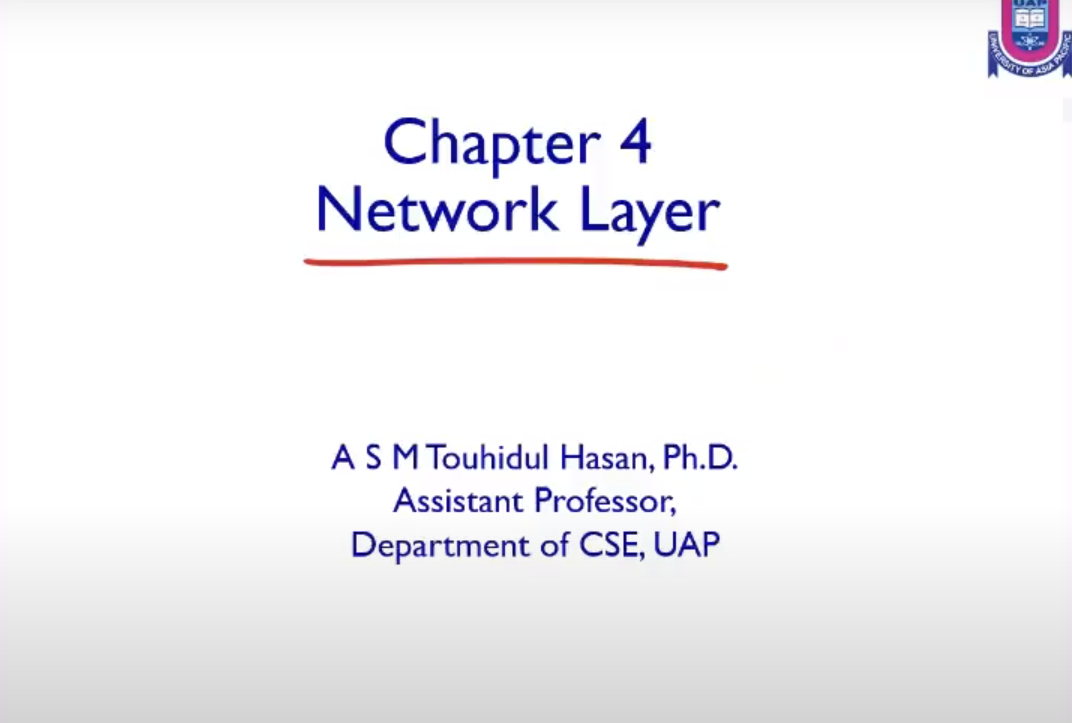 UAP
UNIVERSITY OF ASIA PACIFIC
Chapter 4
Network Layer
A S M Touhidul Hasan, Ph.D.
Assistant Professor,
Department of CSE, UAP